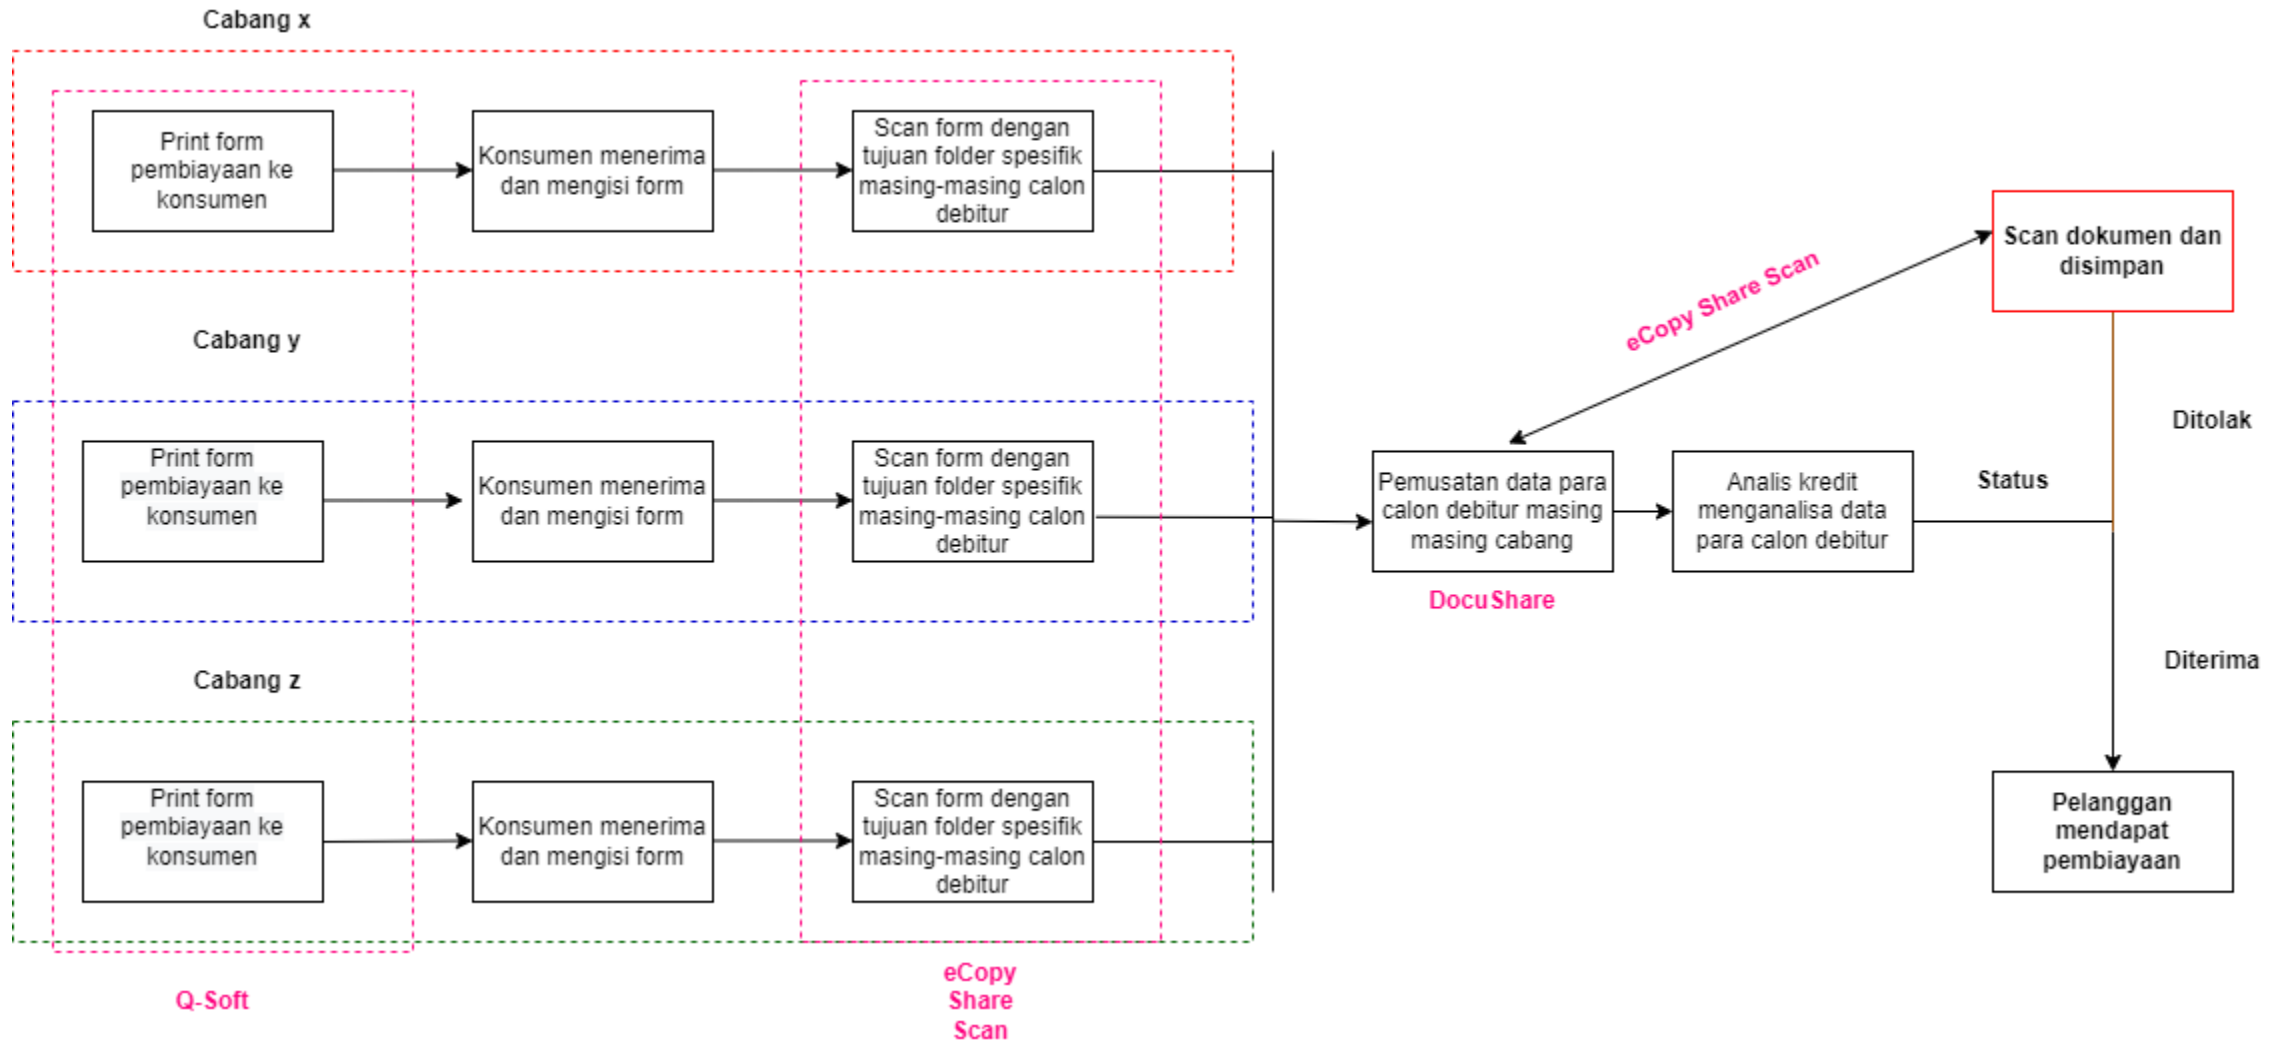 Cabang x
Print form
pembiayaan ke
konsumen
Konsumen menerima
dan mengisi form
Scan form dengan
tujuan folder spesifik
masing-masing calon
debitur
Cabang y
Print form
pembiayaan ke
konsumen
Konsumen menerima
dan mengisi form
Scan form dengan
tujuan folder spesifik
masing-masing calon
debitur
Cabang z
Print form
pembiayaan ke
konsumen
Konsumen menerima
dan mengisi form
Scan form dengan
tujuan folder spesifik
masing-masing calon
debitur
Q-Soft
eCopy
Share
Scan
Pemusatan data para
calon debitur masing
masing cabang
DocuShare
eCopy Share Scan
Analis kredit
menganalisa data
para calon debitur
Status
Scan dokumen dan
disimpan
Ditolak
Diterima
Pelanggan
mendapat
pembiayaan